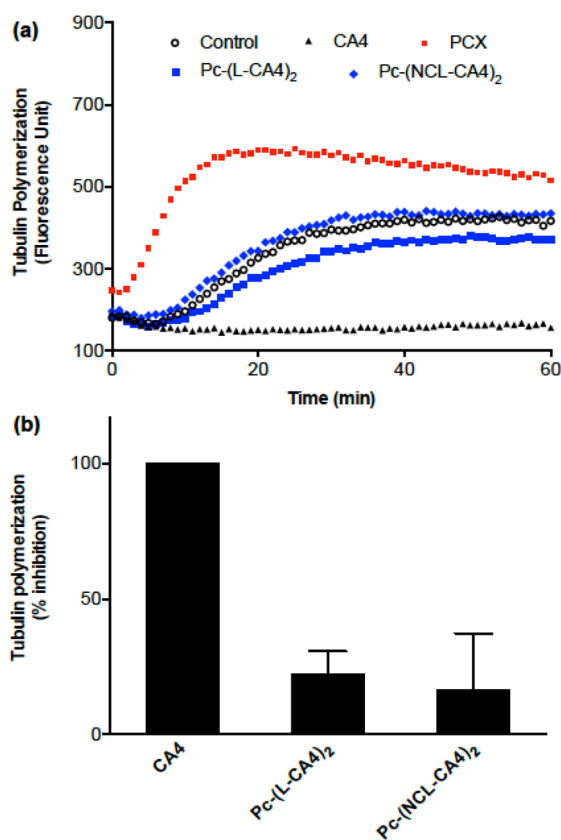 (a)
Control CA4 PCX
Pc-(L-CA4)2 Pc-(NCL-CA4)2
Tubulin Polymerization
(Fluorescence Unit)
900
700
500
300
100
0 20 40 60
Time (min)
(b)
Tubulin polymerization
(% inhibition)
100
50
0
CA4
Pc-(L-CA4)2
Pc-(NCL-CA4)2